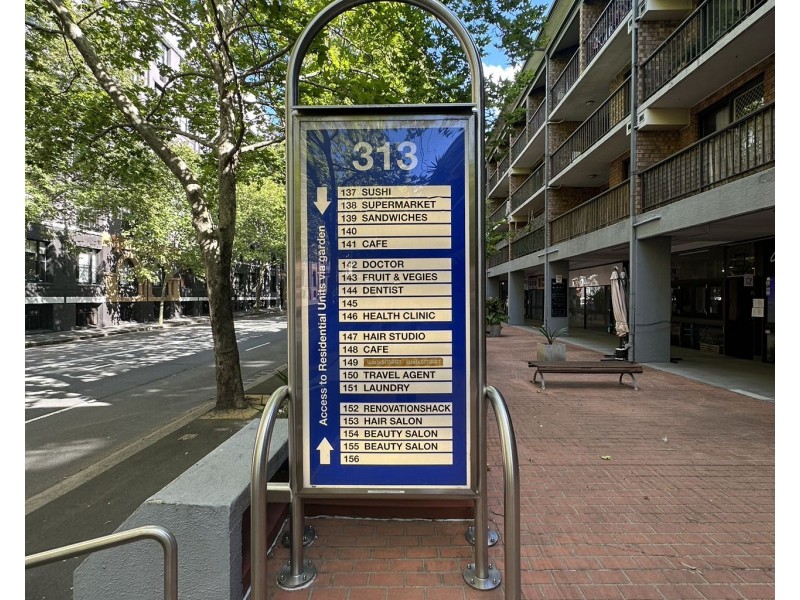 313
137 SUSHI
138 SUPERMARKET
139 SANDWICHES
140
141 CAFE
142 DOCTOR
143 FRUIT & VEGIES
144 DENTIST
145
146 HEALTH CLINIC
147 HAIR STUDIO
148 CAFE
149
150 TRAVEL AGENT
151 LAUNDRY
152 RENOVATIONSHACK
153 HAIR SALON
154 BEAUTY SALON
155 BEAUTY SALON
156
Access to Residential Units via garden